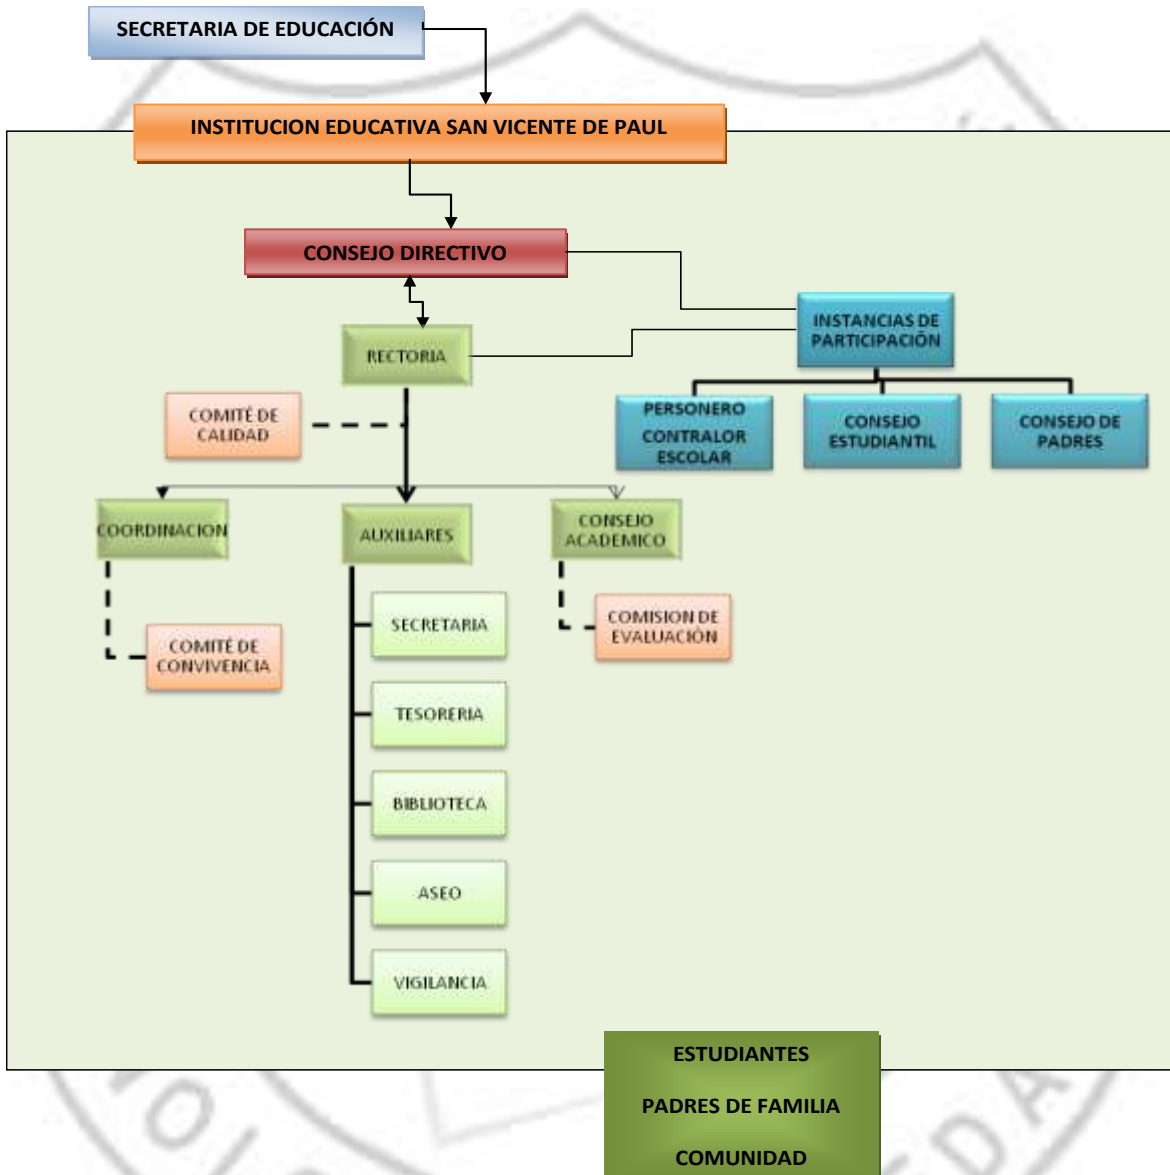 SECRETARIA DE EDUCACIÓN
INSTITUCION EDUCATIVA SAN VICENTE DE PAUL
CONSEJO DIRECTIVO
INSTANCIAS DE
PARTICIPACIÓN
RECTORIA
COMITÉ DE
CALIDAD
PERSONERO
CONTRALOR
ESCOLAR
CONSEJO
ESTUDIANTIL
CONSEJO DE
PADRES
COORDINACION
AUXILIARES
CONSEJO
ACADEMICO
SECRETARIA
COMISION DE
EVALUACIÓN
COMITÉ DE
CONVIVENCIA
TESORERIA
BIBLIOTECA
ASEO
VIGILANCIA
ESTUDIANTES
PADRES DE FAMILIA
COMUNIDAD